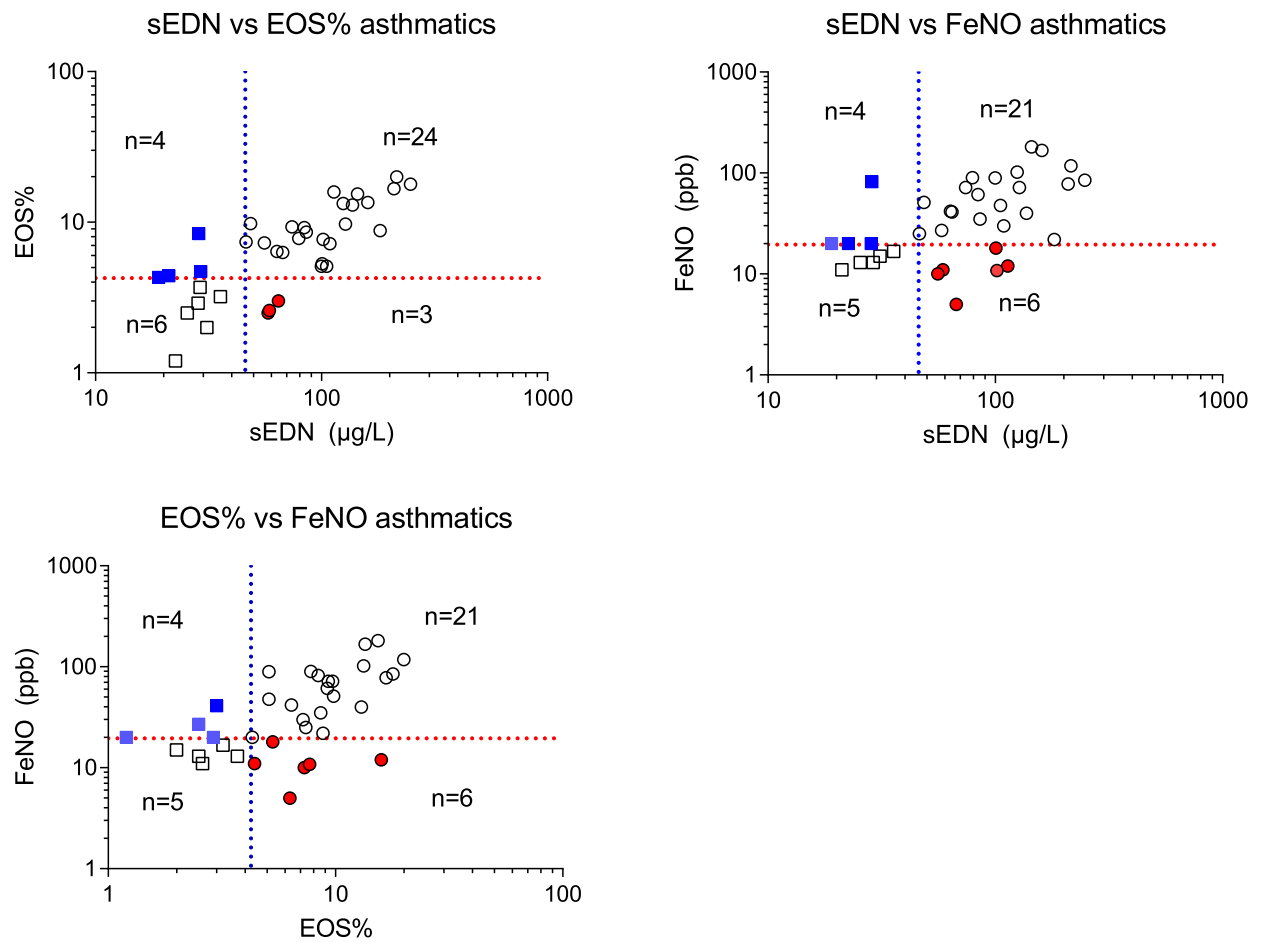 sEDN vs EOS% asthmatics
100
10
1
EOS%
n=4
n=24
n=6
n=3
10
100
1000
sEDN (µg/L)
sEDN vs FeNO asthmatics
1000
100
10
1
FeNO (ppb)
n=4
n=21
n=5
n=6
10
100
1000
sEDN (µg/L)
EOS% vs FeNO asthmatics
1000
100
10
1
FeNO (ppb)
n=4
n=21
n=5
n=6
1
10
100
EOS%